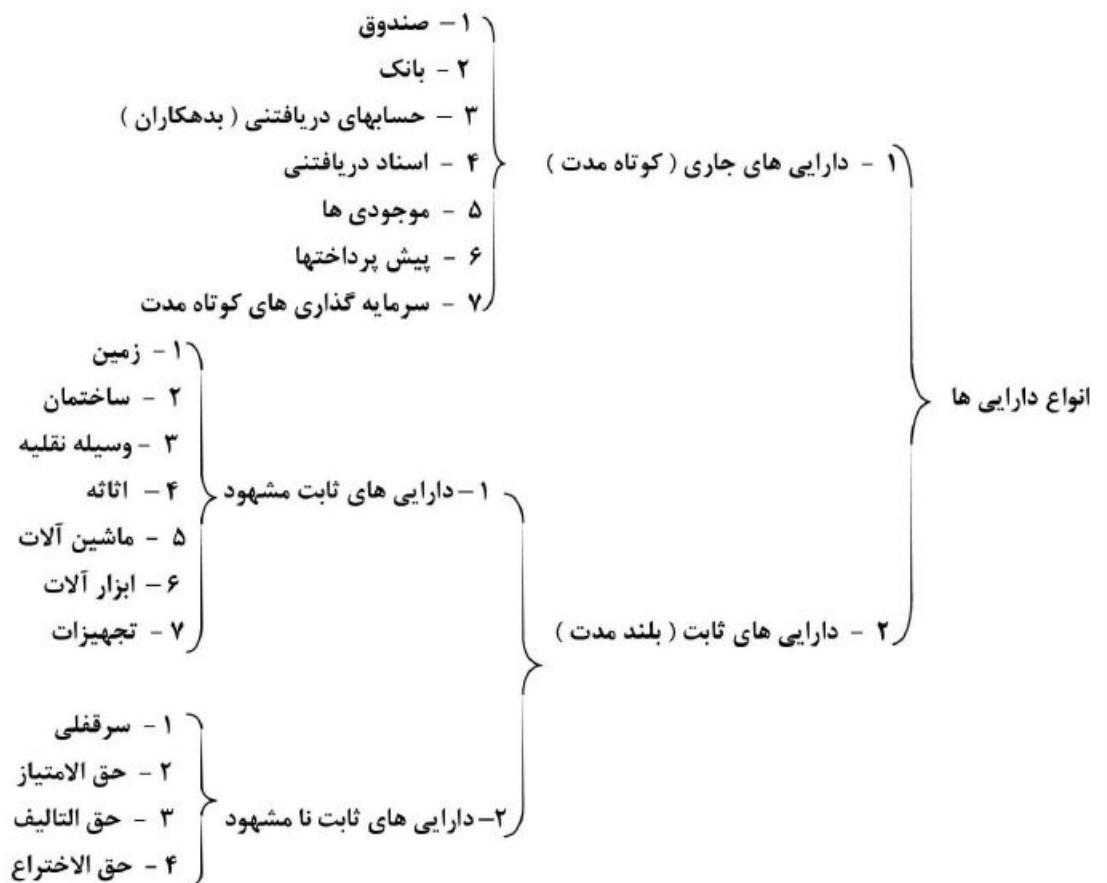 انواع دارایی ها
۱ - دارایی های جاری ( کوتاه مدت )
۱ – صندوق
۲ - بانک
۳ – حسابهای دریافتنی ( بدهکاران )
۴ - اسناد دریافتنی
۵ - موجودی ها
۶ - پیش پرداختها
۷ - سرمایه گذاری های کوتاه مدت
۲ - دارایی های ثابت ( بلند مدت )
۱– دارایی های ثابت مشهود
۱ - زمین
۲ - ساختمان
۳ - وسیله نقلیه
۴ – اثاثه
۵ - ماشین آلات
۶ – ابزار آلات
۷ - تجهیزات
۲– دارایی های ثابت نا مشهود
۱ - سرقفلی
۲ - حق الامتیاز
۳ - حق التالیف
۴ - حق الاختراع